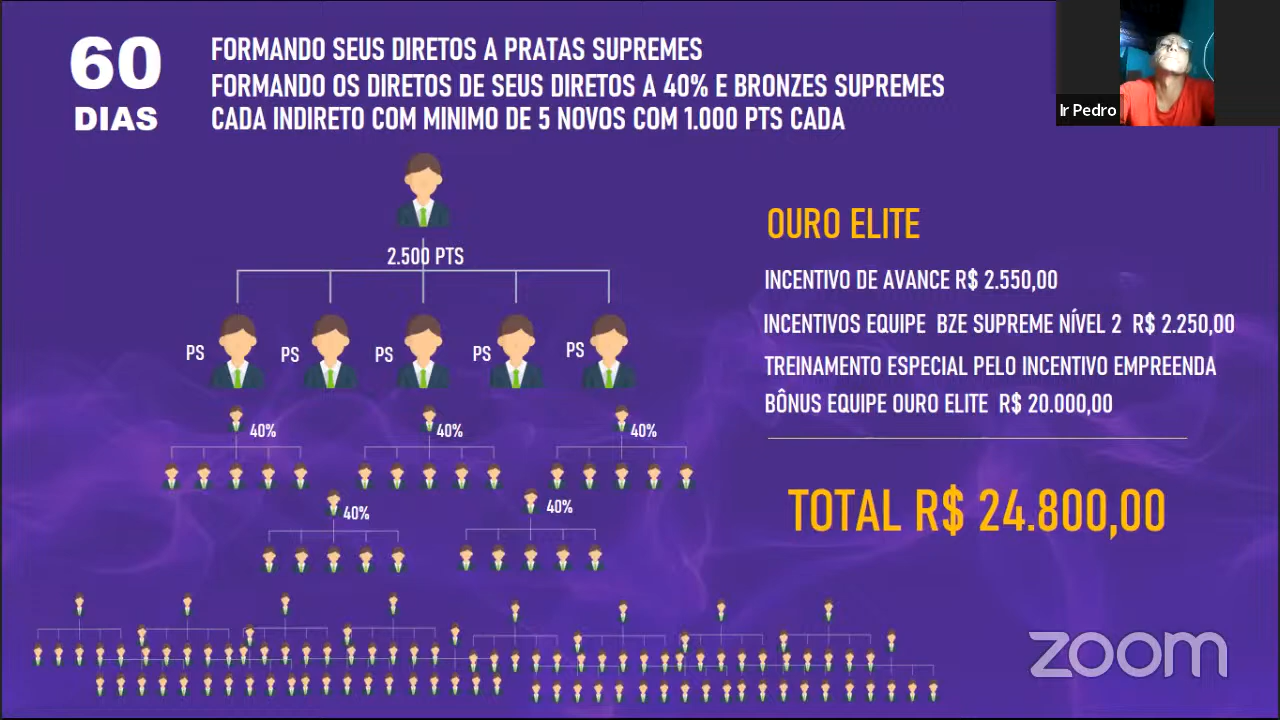 60
DIAS
FORMANDO SEUS DIRETOS A PRATAS SUPREMES
FORMANDO OS DIRETOS DE SEUS DIRETOS A 40% E BRONZES SUPREMES
CADA INDIRETO COM MINIMO DE 5 NOVOS COM 1.000 PTS CADA
Ir Pedro
2.500 PTS
PS
PS
PS
PS
PS
40%
40%
40%
40%
40%
OURO ELITE
INCENTIVO DE AVANCE R$ 2.550,00
INCENTIVOS EQUIPE BZE SUPREME NÍVEL 2 R$ 2.250,00
TREINAMENTO ESPECIAL PELO INCENTIVO EMPREENDA
BÔNUS EQUIPE OURO ELITE R$ 20.000,00
TOTAL R$ 24.800,00
zoom